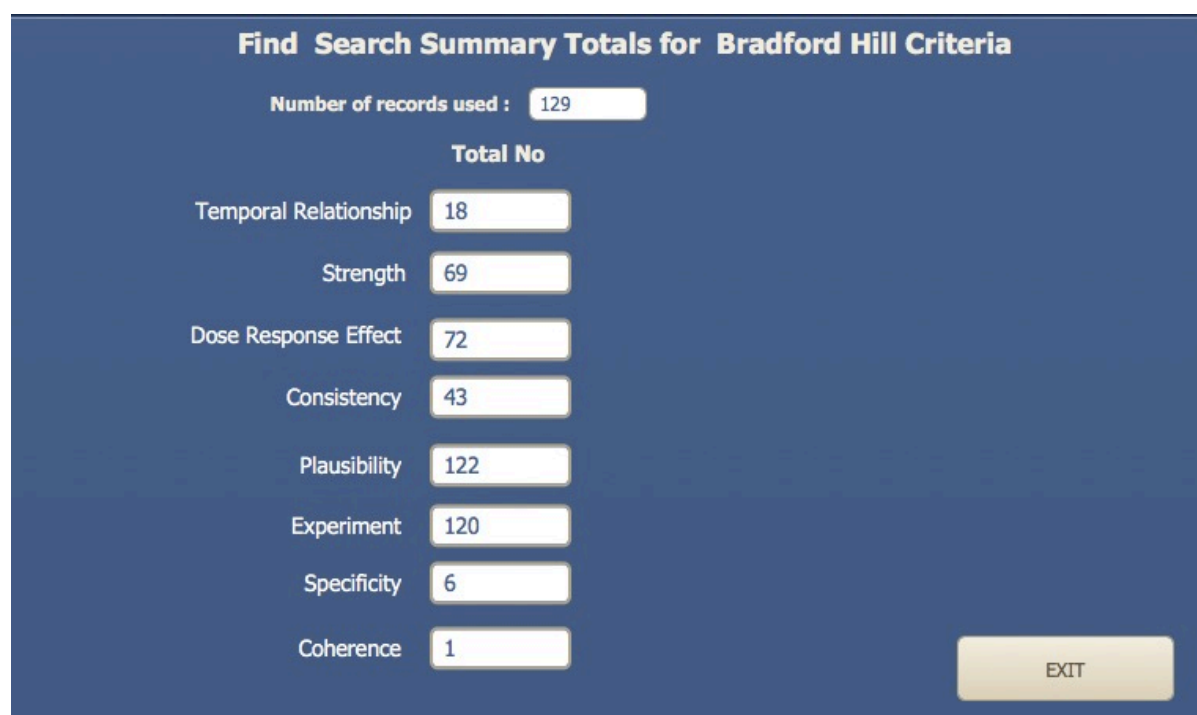 Find Search Summary Totals for Bradford Hill Criteria
Number of records used : 129
Total No
Temporal Relationship 18
Strength 69
Dose Response Effect 72
Consistency 43
Plausibility 122
Experiment 120
Specificity 6
Coherence 1
EXIT